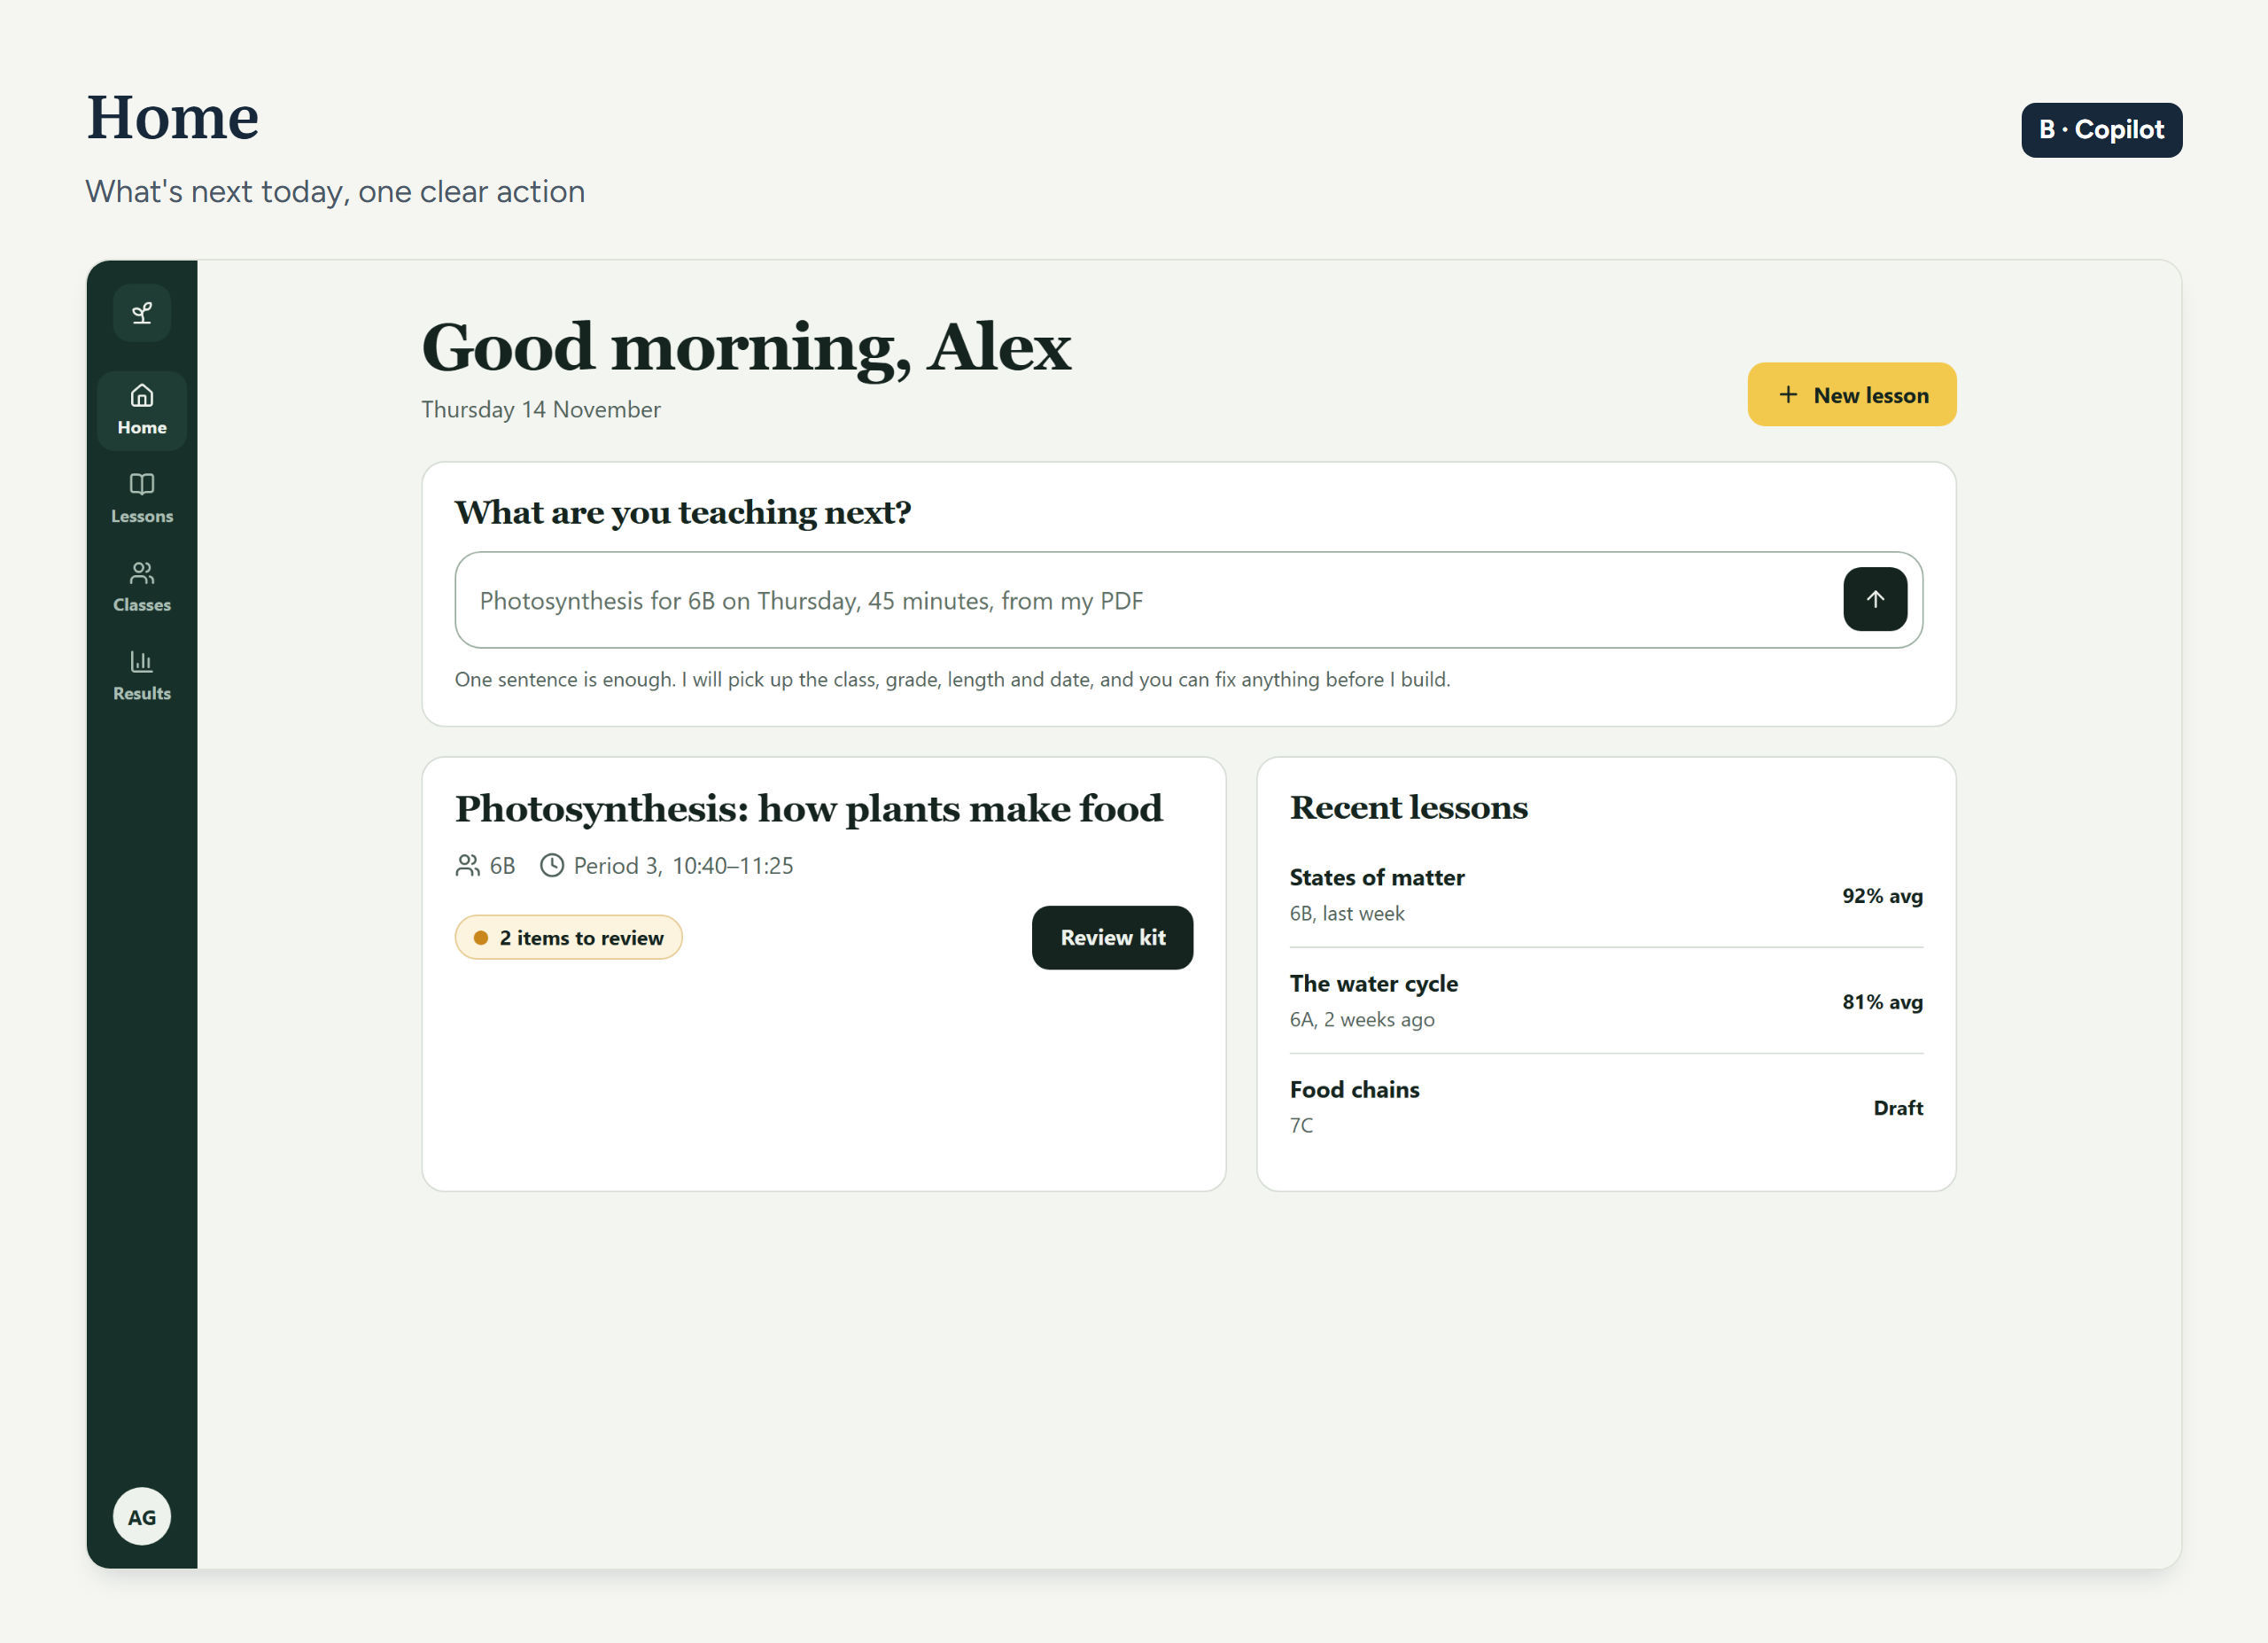 Home
B · Copilot
What's next today, one clear action
Home
Lessons
Classes
Results
AG
Good morning, Alex
Thursday 14 November
+ New lesson
What are you teaching next?
Photosynthesis for 6B on Thursday, 45 minutes, from my PDF
One sentence is enough. I will pick up the class, grade, length and date, and you can fix anything before I build.
Photosynthesis: how plants make food
6B Period 3, 10:40–11:25
2 items to review
Review kit
Recent lessons
States of matter
6B, last week
92% avg
The water cycle
6A, 2 weeks ago
81% avg
Food chains
7C
Draft